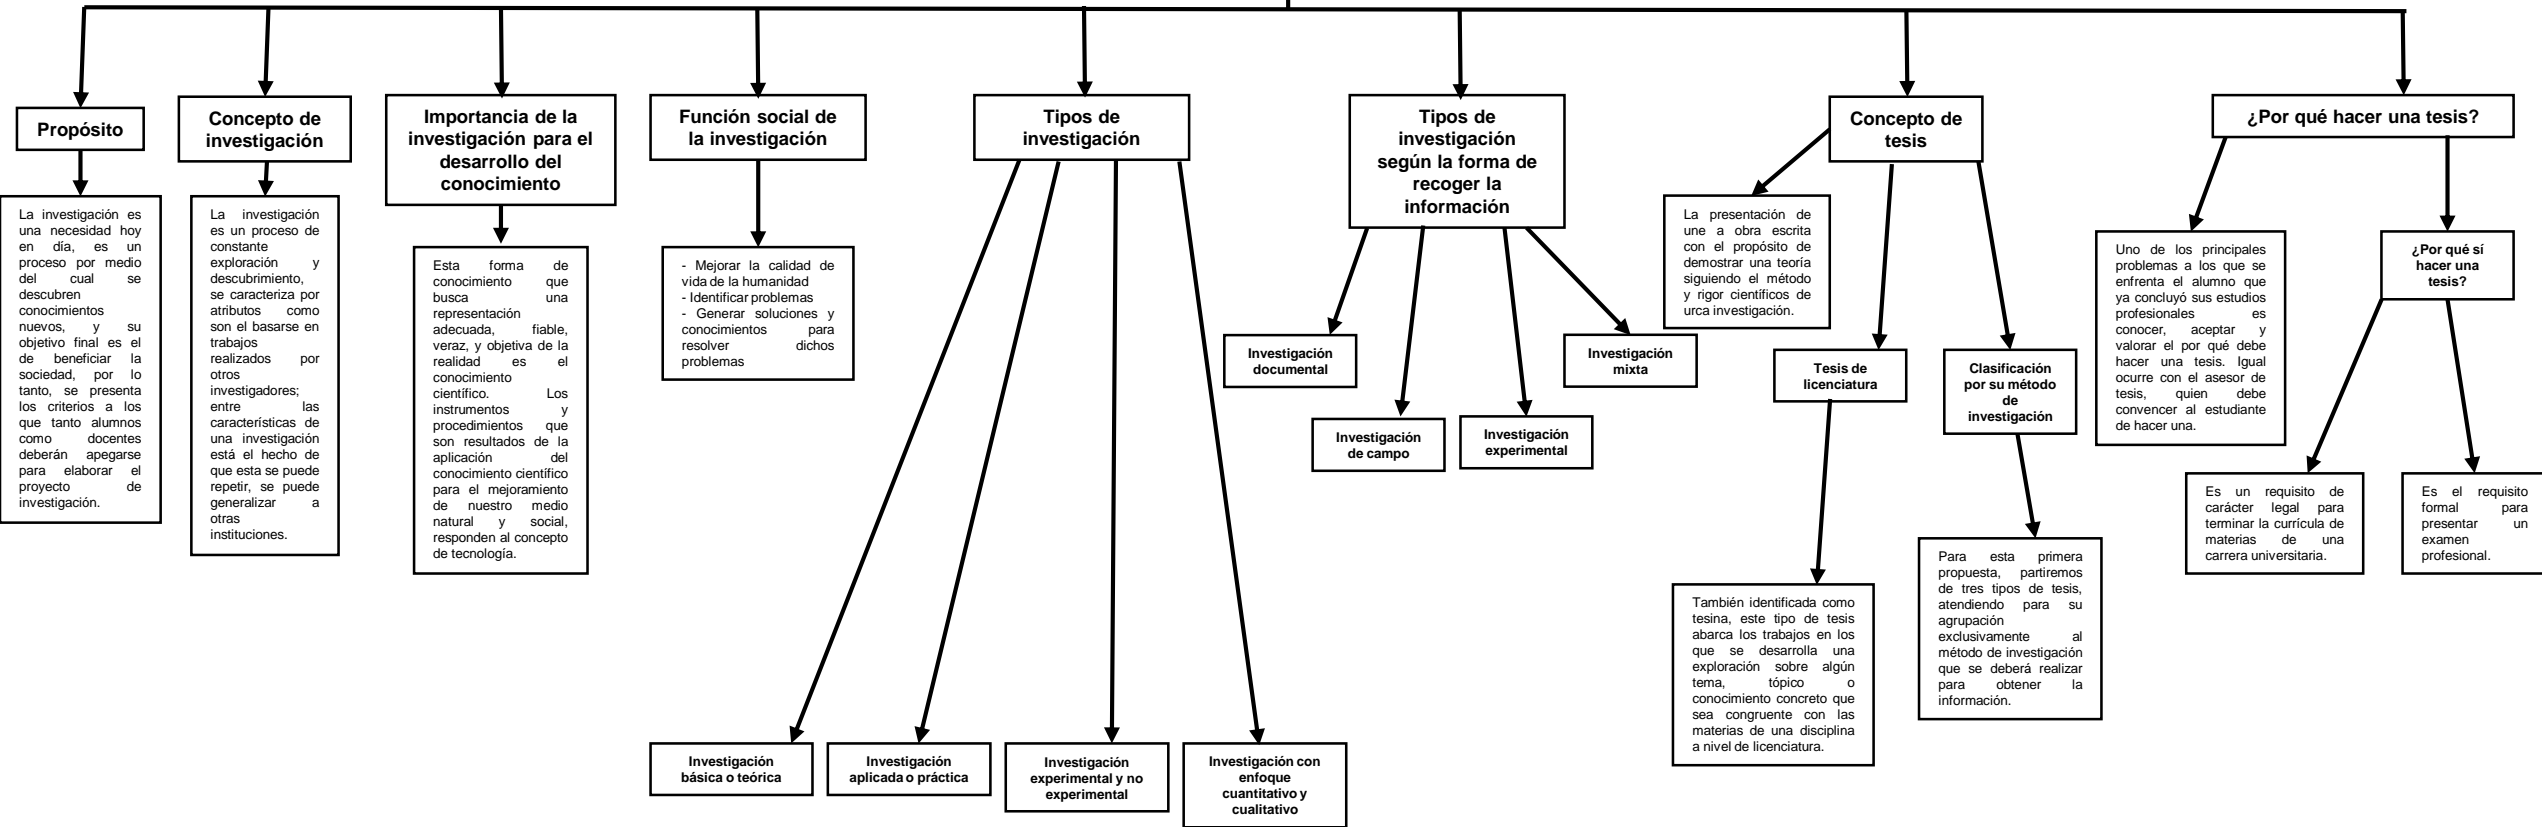 Propósito
La investigación es
una necesidad hoy
en día, es un
proceso por medio
del cual se
descubren
conocimientos
nuevos, y su
objetivo final es el
de beneficiar la
sociedad, por lo
tanto, se presenta
los criterios a los
que tanto alumnos
como docentes
deberán apegarse
para elaborar el
proyecto de
investigación.
Concepto de
investigación
La investigación
es un proceso de
constante
exploración y
descubrimiento,
se caracteriza por
atributos como
son el basarse en
trabajos
realizados por
otros
investigadores;
entre las
características de
una investigación
está el hecho de
que esta se puede
repetir, se puede
generalizar a
otras
instituciones.
Importancia de la
investigación para el
desarrollo del
conocimiento
Esta forma de
conocimiento que
busca una
representación
adecuada, fiable,
veraz, y objetiva de la
realidad es el
conocimiento
científico. Los
instrumentos y
procedimientos que
son resultados de la
aplicación del
conocimiento científico
para el mejoramiento
de nuestro medio
natural y social,
responden al concepto
de tecnología.
Función social de
la investigación
- Mejorar la calidad de
vida de la humanidad
- Identificar problemas
- Generar soluciones y
conocimientos para
resolver dichos
problemas
Tipos de
investigación
Investigación
básica o teórica
Investigación
aplicada o práctica
Investigación
experimental y no
experimental
Investigación con
enfoque
cuantitativo y
cualitativo
Tipos de
investigación
según la forma de
recoger la
información
Investigación
documental
Investigación
de campo
Investigación
experimental
Investigación
mixta
Concepto de
tesis
La presentación de
une a obra escrita
con el propósito de
demostrar una teoría
siguiendo el método
y rigor científicos de
urca investigación.
Tesis de
licenciatura
También identificada como
tesina, este tipo de tesis
abarca los trabajos en los
que se desarrolla una
exploración sobre algún
tema, tópico o
conocimiento concreto que
sea congruente con las
materias de una disciplina
a nivel de licenciatura.
Clasificación
por su método
de
investigación
Para esta primera
propuesta, partiremos
de tres tipos de tesis,
atendiendo para su
agrupación
exclusivamente al
método de investigación
que se deberá realizar
para obtener la
información.
¿Por qué hacer una tesis?
Uno de los principales
problemas a los que se
enfrenta el alumno que
ya concluyó sus estudios
profesionales es
conocer, aceptar y
valorar el por qué debe
hacer una tesis. Igual
ocurre con el asesor de
tesis, quien debe
convencer al estudiante
de hacer una.
¿Por qué sí
hacer una
tesis?
Es un requisito de
carácter legal para
terminar la currícula de
materias de una
carrera universitaria.
Es el requisito
formal para
presentar un
examen
profesional.